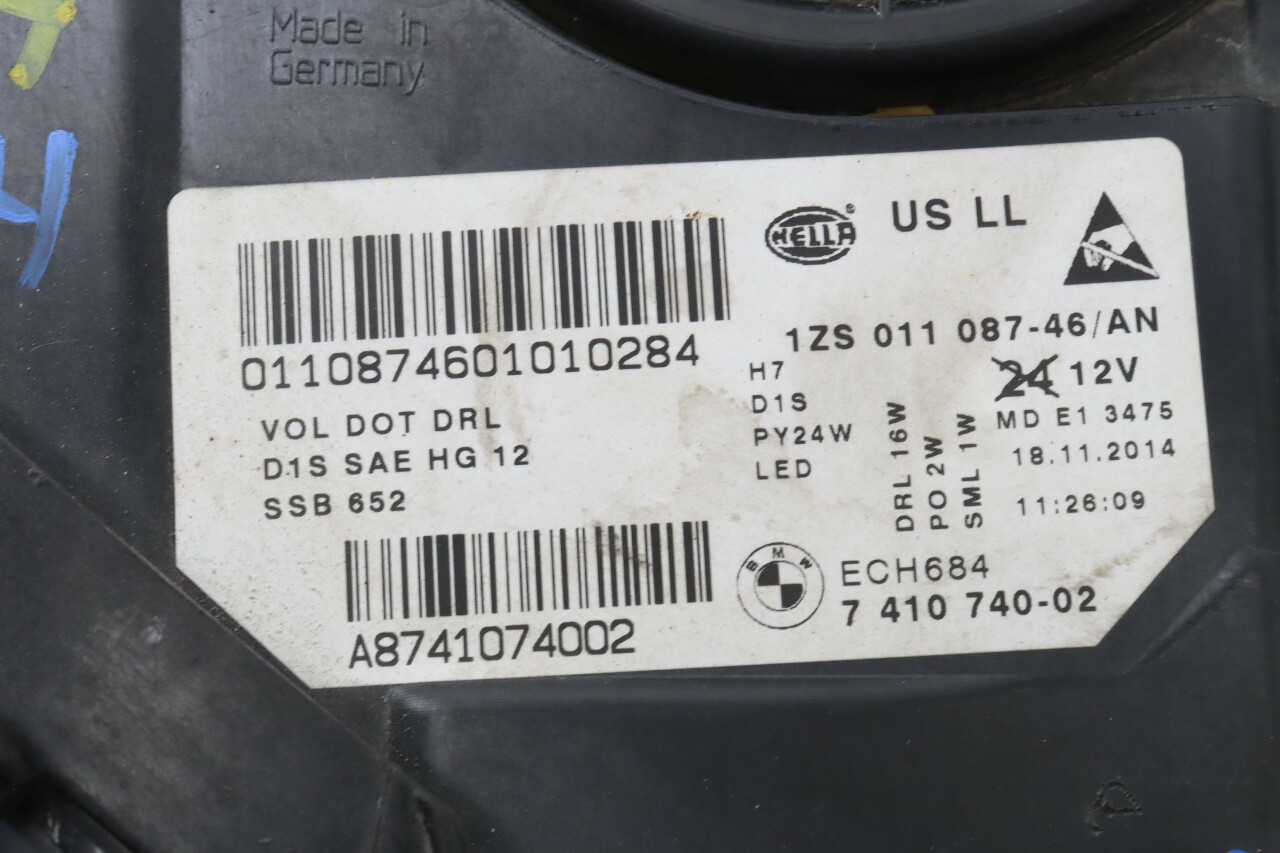 Made in
Germany
4
HELLA ®
US LL
0110874601010284
1ZS 011 087-46/AN
24 12V
H7
D1S
PY24W
LED
DRL 16W
PO 2W
SML 1W
MD E1 3475
18.11.2014
11:26:09
VOL DOT DRL
D1S SAE HG 12
SSB 652
A8741074002
BMW
ECH684
7 410 740-02